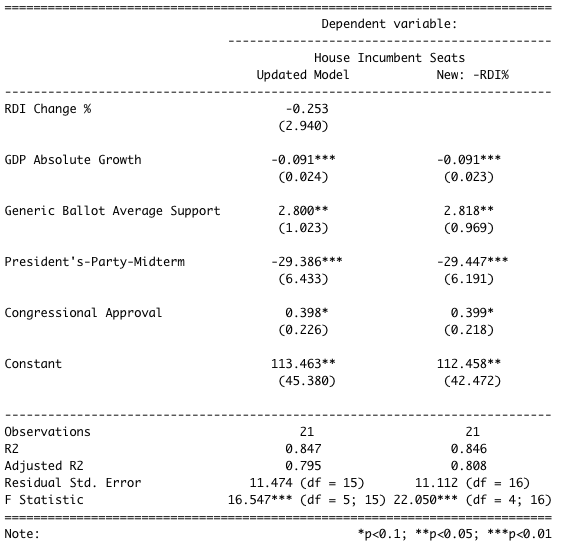 Dependent variable:
House Incumbent Seats
Updated Model New: -RDI%
RDI Change % -0.253
(2.940)
GDP Absolute Growth -0.091*** -0.091***
(0.024) (0.023)
Generic Ballot Average Support 2.800** 2.818**
(1.023) (0.969)
President's-Party-Midterm -29.386*** -29.447***
(6.433) (6.191)
Congressional Approval 0.398* 0.399*
(0.226) (0.218)
Constant 113.463** 112.458**
(45.380) (42.472)
Observations 21 21
R2 0.847 0.846
Adjusted R2 0.795 0.808
Residual Std. Error 11.474 (df = 15) 11.112 (df = 16)
F Statistic 16.547*** (df = 5; 15) 22.050*** (df = 4; 16)
Note: *p<0.1; **p<0.05; ***p<0.01